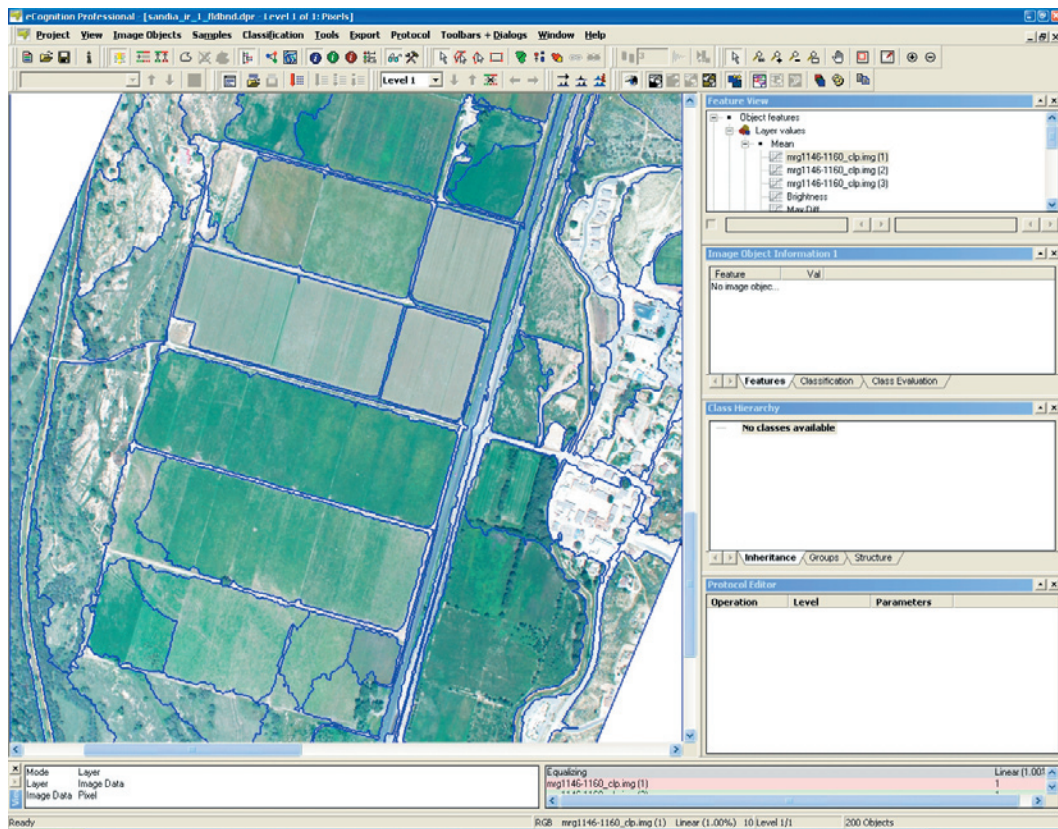 eCognition Professional - [sandia_ir_1_fldbnd.dpr - Level 1 of 1: Pixels]
Project View Image Objects Samples Classification Tools Export Protocol Toolbars + Dialogs Window Help
Level 1
Feature View
Object features
Layer values
Mean
mrg1146-1160_clp.img (1)
mrg1146-1160_clp.img (2)
mrg1146-1160_clp.img (3)
Brightness
Max Diff
Image Object Information 1
Feature Val
No image objec...
Features Classification Class Evaluation
Class Hierarchy
No classes available
Inheritance Groups Structure
Protocol Editor
Operation Level Parameters
Mode Layer
Layer Image Data
Image Data Pixel
Equalizing Linear (1.00%
mrg1146-1160_clp.img (1) 1
Ready RGB mrg1146-1160_clp.img (1) Linear (1.00%) 10 Level 1/1 200 Objects